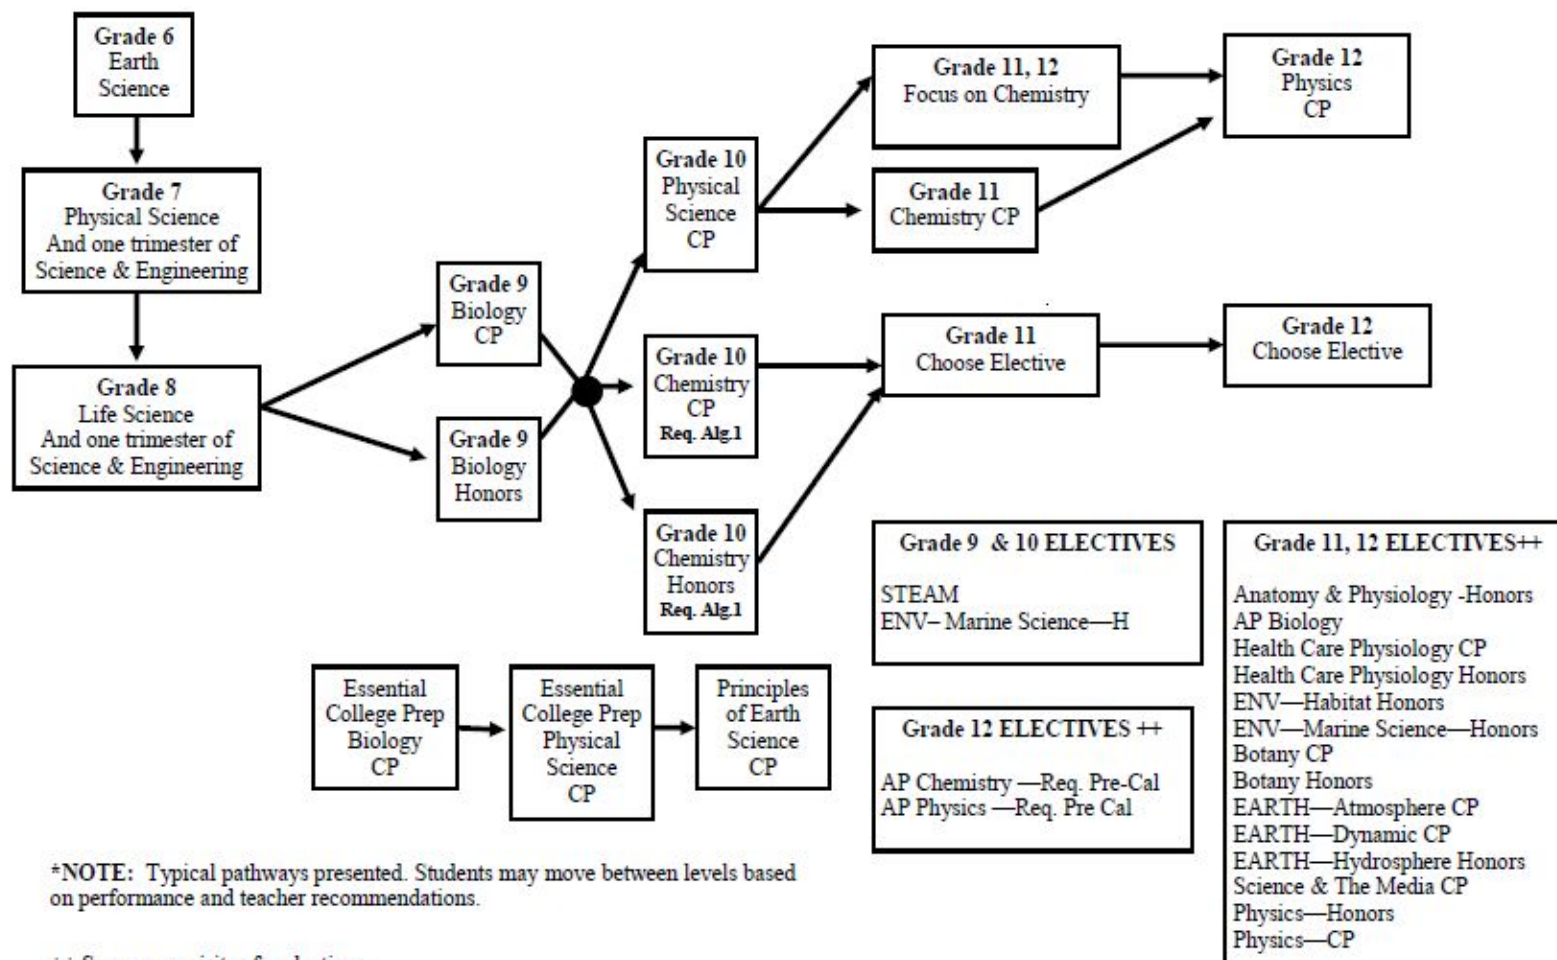 Grade 6
Earth
Science
Grade 7
Physical Science
And one trimester of
Science & Engineering
Grade 8
Life Science
And one trimester of
Science & Engineering
Grade 9
Biology
CP
Grade 9
Biology
Honors
Grade 10
Physical
Science
CP
Grade 10
Chemistry
CP
Req. Alg.1
Grade 10
Chemistry
Honors
Req. Alg.1
Grade 11, 12
Focus on Chemistry
Grade 11
Chemistry CP
Grade 12
Physics
CP
Grade 11
Choose Elective
Grade 12
Choose Elective
Essential
College Prep
Biology
CP
Essential
College Prep
Physical
Science
CP
Principles
of Earth
Science
CP
Grade 9 & 10 ELECTIVES
STEAM
ENV– Marine Science—H
Grade 12 ELECTIVES ++
AP Chemistry —Req. Pre-Cal
AP Physics —Req. Pre Cal
Grade 11, 12 ELECTIVES++
Anatomy & Physiology -Honors
AP Biology
Health Care Physiology CP
Health Care Physiology Honors
ENV—Habitat Honors
ENV—Marine Science—Honors
Botany CP
Botany Honors
EARTH—Atmosphere CP
EARTH—Dynamic CP
EARTH—Hydrosphere Honors
Science & The Media CP
Physics—Honors
Physics—CP
*NOTE: Typical pathways presented. Students may move between levels based
on performance and teacher recommendations.